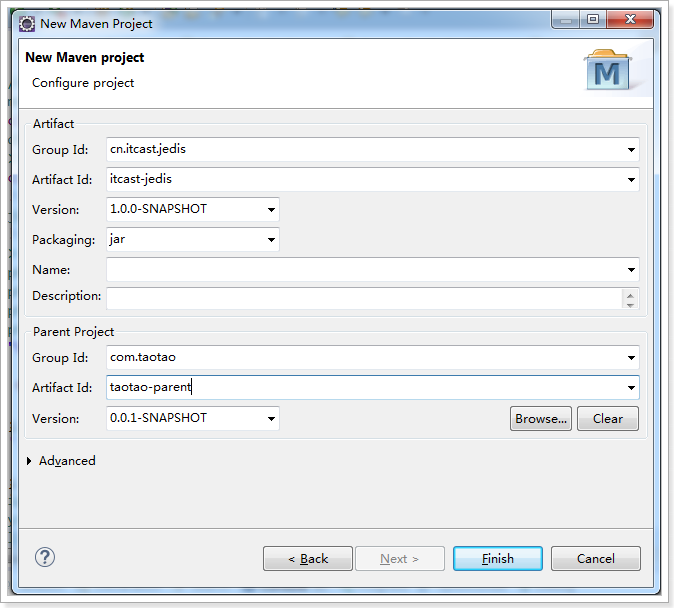 New Maven Project
New Maven project
Configure project
M
Artifact
Group Id: cn.itcast.jedis
Artifact Id: itcast-jedis
Version: 1.0.0-SNAPSHOT
Packaging: jar
Name:
Description:
Parent Project
Group Id: com.taotao
Artifact Id: taotao-parent
Version: 0.0.1-SNAPSHOT Browse... Clear
Advanced
? < Back Next > Finish Cancel